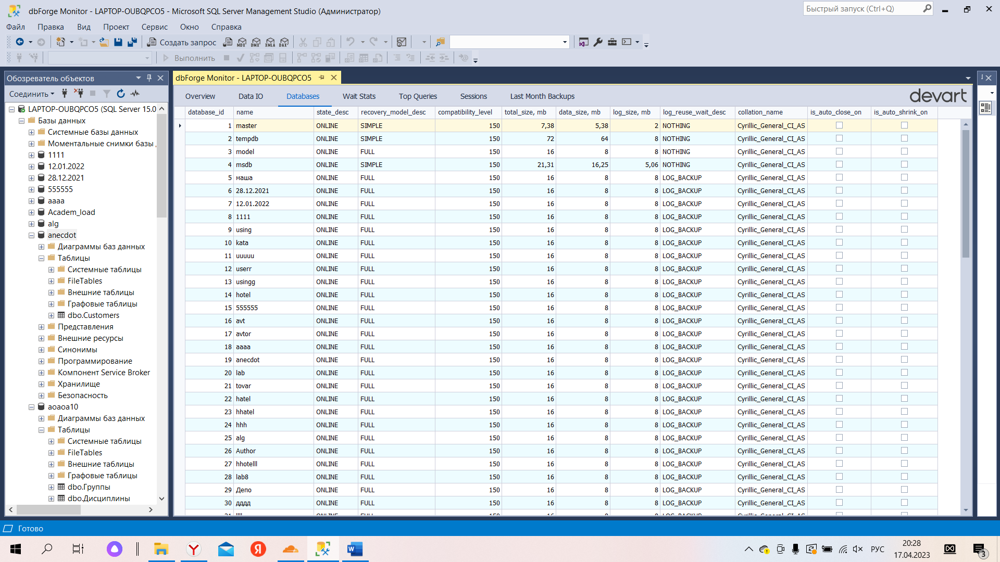 dbForge Monitor - LAPTOP-OUBQPCO5 - Microsoft SQL Server Management Studio (Администратор)
Быстрый запуск (Ctrl+Q)
Файл Правка Вид Проект Сервис Окно Справка
Создать запрос MDX DMX XMLA DAX
Выполнить
Обозреватель объектов
Соединить
LAPTOP-OUBQPCO5 (SQL Server 15.0
Базы данных
Системные базы данных
Моментальные снимки базы
1111
12.01.2022
28.12.2021
555555
aaaa
Academ_load
alg
anecdot
Диаграммы баз данных
Таблицы
Системные таблицы
FileTables
Внешние таблицы
Графовые таблицы
dbo.Customers
Представления
Внешние ресурсы
Синонимы
Программирование
Компонент Service Broker
Хранилище
Безопасность
aoaoa10
Диаграммы баз данных
Таблицы
Системные таблицы
FileTables
Внешние таблицы
Графовые таблицы
dbo.Группы
dbo.Дисциплины
dbForge Monitor - LAPTOP-OUBQPCO5
Overview Data IO Databases Wait Stats Top Queries Sessions Last Month Backups devart
database_id name state_desc recovery_model_desc compatibility_level total_size, mb data_size, mb log_size, mb log_reuse_wait_desc collation_name is_auto_close_on is_auto_shrink_on
1 master ONLINE SIMPLE 150 7,38 5,38 2 NOTHING Cyrillic_General_CI_AS
2 tempdb ONLINE SIMPLE 150 72 64 8 NOTHING Cyrillic_General_CI_AS
3 model ONLINE FULL 150 16 8 8 NOTHING Cyrillic_General_CI_AS
4 msdb ONLINE SIMPLE 150 21,31 16,25 5,06 NOTHING Cyrillic_General_CI_AS
5 маша ONLINE FULL 150 16 8 8 LOG_BACKUP Cyrillic_General_CI_AS
6 28.12.2021 ONLINE FULL 150 16 8 8 LOG_BACKUP Cyrillic_General_CI_AS
7 12.01.2022 ONLINE FULL 150 16 8 8 LOG_BACKUP Cyrillic_General_CI_AS
8 1111 ONLINE FULL 150 16 8 8 LOG_BACKUP Cyrillic_General_CI_AS
9 using ONLINE FULL 150 16 8 8 LOG_BACKUP Cyrillic_General_CI_AS
10 kata ONLINE FULL 150 16 8 8 LOG_BACKUP Cyrillic_General_CI_AS
11 uuuuu ONLINE FULL 150 16 8 8 LOG_BACKUP Cyrillic_General_CI_AS
12 userr ONLINE FULL 150 16 8 8 LOG_BACKUP Cyrillic_General_CI_AS
13 usingg ONLINE FULL 150 16 8 8 LOG_BACKUP Cyrillic_General_CI_AS
14 hotel ONLINE FULL 150 16 8 8 LOG_BACKUP Cyrillic_General_CI_AS
15 555555 ONLINE FULL 150 16 8 8 LOG_BACKUP Cyrillic_General_CI_AS
16 avt ONLINE FULL 150 16 8 8 LOG_BACKUP Cyrillic_General_CI_AS
17 avtor ONLINE FULL 150 16 8 8 LOG_BACKUP Cyrillic_General_CI_AS
18 aaaa ONLINE FULL 150 16 8 8 LOG_BACKUP Cyrillic_General_CI_AS
19 anecdot ONLINE FULL 150 16 8 8 LOG_BACKUP Cyrillic_General_CI_AS
20 lab ONLINE FULL 150 16 8 8 LOG_BACKUP Cyrillic_General_CI_AS
21 tovar ONLINE FULL 150 16 8 8 LOG_BACKUP Cyrillic_General_CI_AS
22 hatel ONLINE FULL 150 16 8 8 LOG_BACKUP Cyrillic_General_CI_AS
23 hhatel ONLINE FULL 150 16 8 8 LOG_BACKUP Cyrillic_General_CI_AS
24 hhh ONLINE FULL 150 16 8 8 LOG_BACKUP Cyrillic_General_CI_AS
25 alg ONLINE FULL 150 16 8 8 LOG_BACKUP Cyrillic_General_CI_AS
26 Author ONLINE FULL 150 16 8 8 LOG_BACKUP Cyrillic_General_CI_AS
27 hhotelll ONLINE FULL 150 16 8 8 LOG_BACKUP Cyrillic_General_CI_AS
28 lab8 ONLINE FULL 150 16 8 8 LOG_BACKUP Cyrillic_General_CI_AS
29 Депо ONLINE FULL 150 16 8 8 LOG_BACKUP Cyrillic_General_CI_AS
30 дддд ONLINE FULL 150 16 8 8 LOG_BACKUP Cyrillic_General_CI_AS
Готово
РУС
20:28
17.04.2023
3